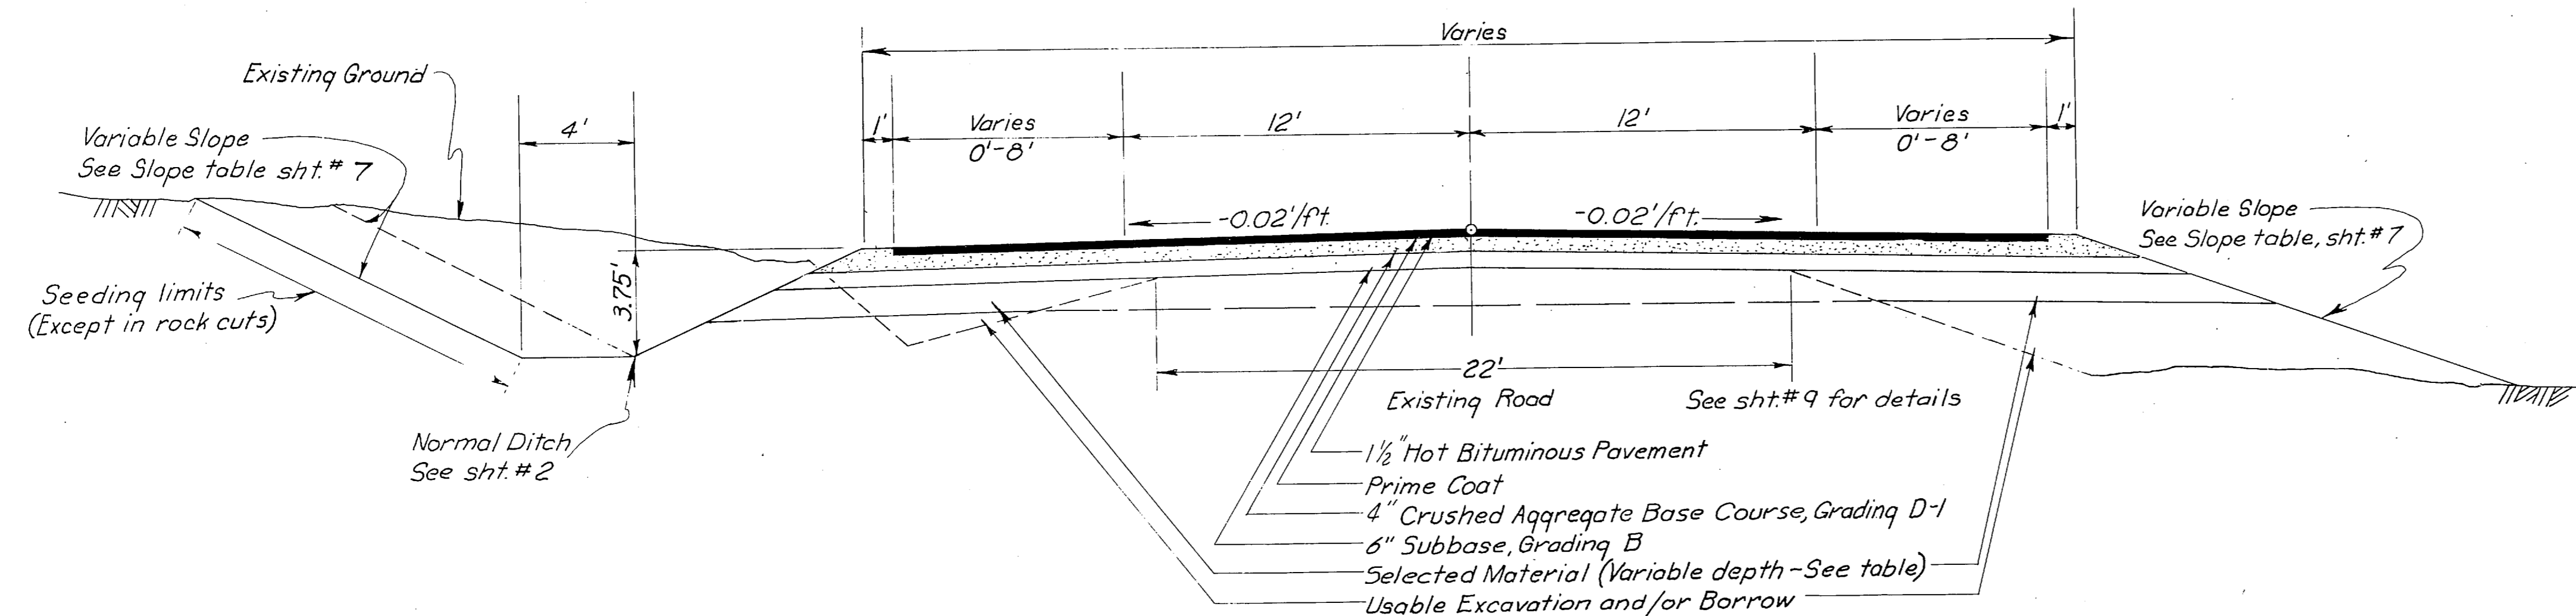 Varies
Existing Ground
Variable Slope
See Slope table sht. # 7
4'
1'
Varies
0'-8'
12'
12'
Varies
0'-8'
1'
-0.02'/ft.
-0.02'/ft.
Variable Slope
See Slope table, sht. #7
3.75'
Seeding limits
(Except in rock cuts)
22'
Existing Road
See sht.#9 for details
Normal Ditch
See sht. #2
1½" Hot Bituminous Pavement
Prime Coat
4" Crushed Aggregate Base Course, Grading D-1
6" Subbase, Grading B
Selected Material (Variable depth-See table)
Usable Excavation and/or Borrow